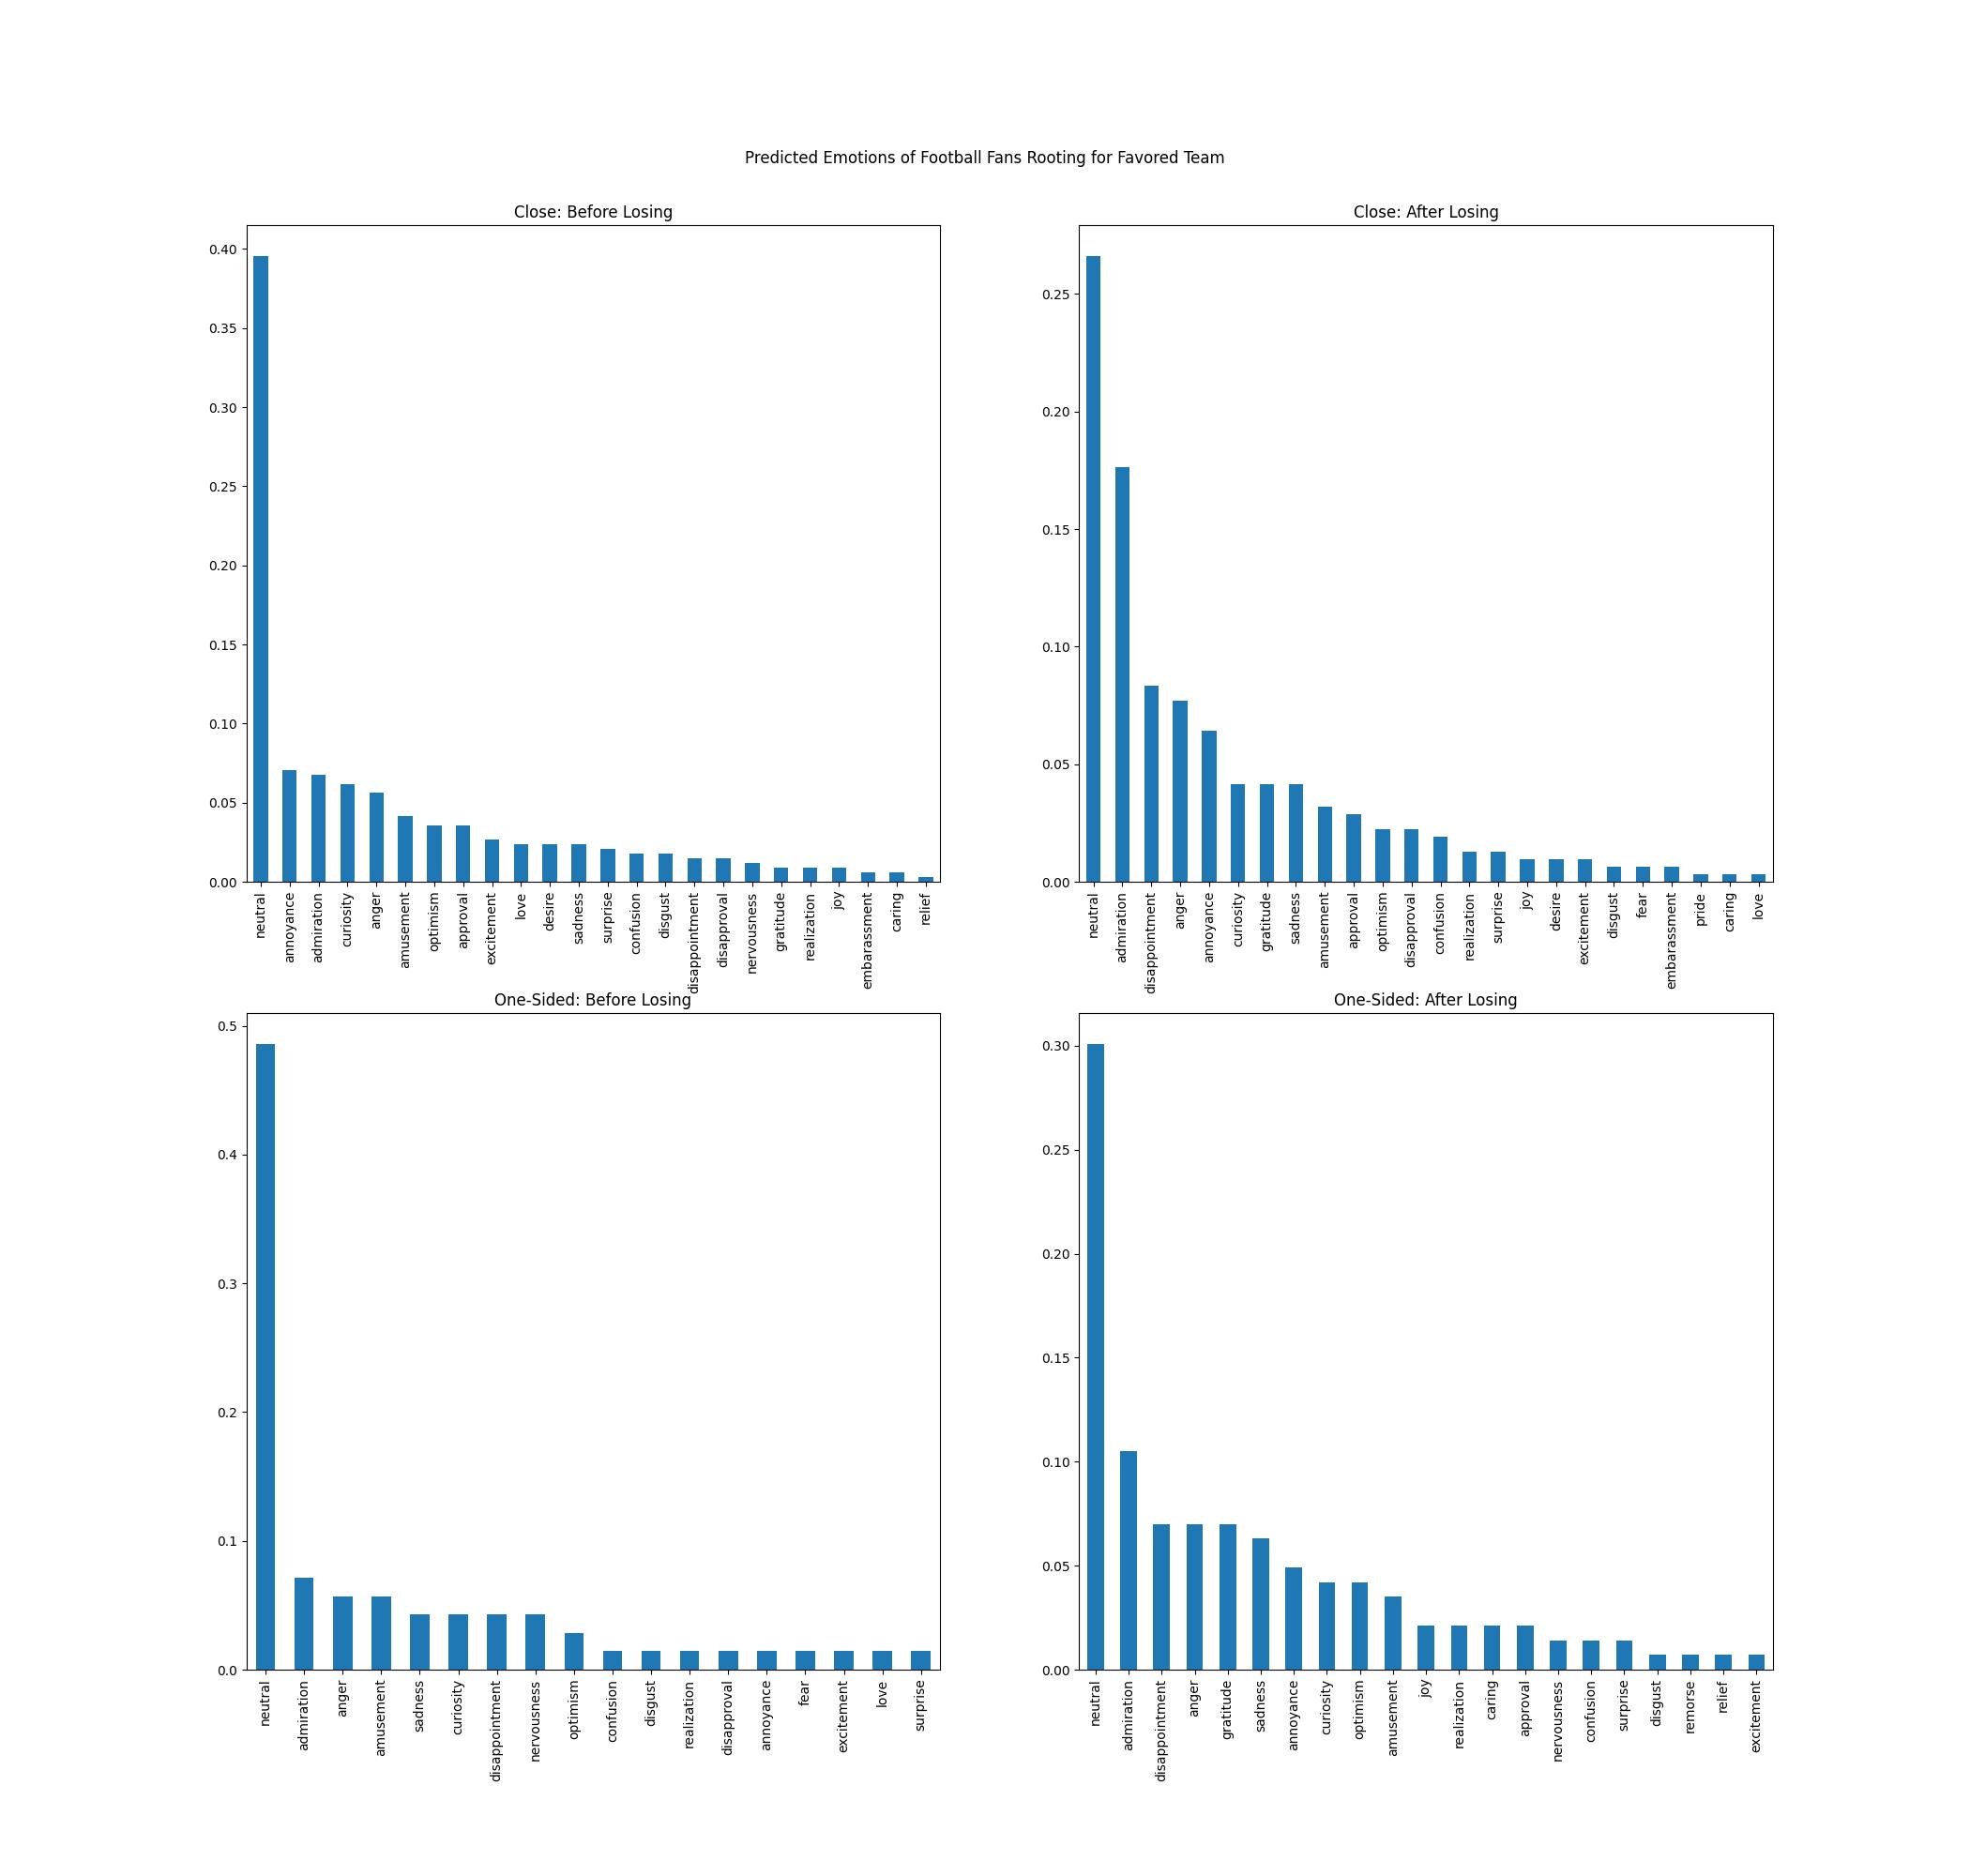 Predicted Emotions of Football Fans Rooting for Favored Team
Close: Before Losing
0.40
0.35
0.30
0.25
0.20
0.15
0.10
0.05
0.00
neutral
annoyance
admiration
curiosity
anger
amusement
optimism
approval
excitement
love
desire
sadness
surprise
confusion
disgust
disappointment
disapproval
nervousness
gratitude
realization
joy
embarassment
caring
relief
Close: After Losing
0.25
0.20
0.15
0.10
0.05
0.00
neutral
admiration
disappointment
anger
annoyance
curiosity
gratitude
sadness
amusement
approval
optimism
disapproval
confusion
realization
surprise
joy
desire
excitement
disgust
fear
embarassment
pride
caring
love
One-Sided: Before Losing
0.5
0.4
0.3
0.2
0.1
0.0
neutral
admiration
anger
amusement
sadness
curiosity
disappointment
nervousness
optimism
confusion
disgust
realization
disapproval
annoyance
fear
excitement
love
surprise
One-Sided: After Losing
0.30
0.25
0.20
0.15
0.10
0.05
0.00
neutral
admiration
disappointment
anger
gratitude
sadness
annoyance
curiosity
optimism
amusement
joy
realization
caring
approval
nervousness
confusion
surprise
disgust
remorse
relief
excitement